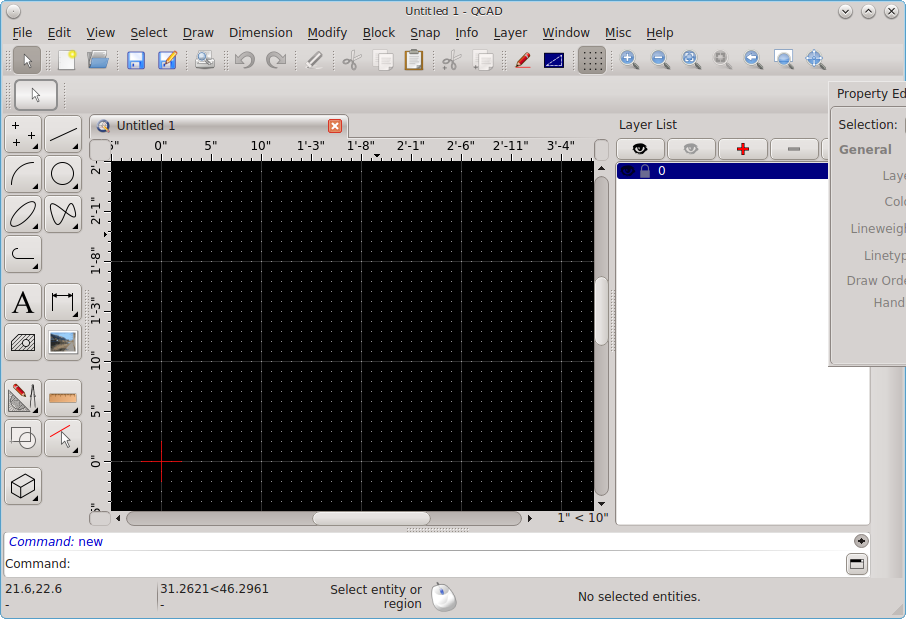 Untitled 1 - QCAD
File Edit View Select Draw Dimension Modify Block Snap Info Layer Window Misc Help
Untitled 1
0" 5" 10" 1'-3" 1'-8" 2'-1" 2'-6" 2'-11" 3'-4"
2'-1"
1'-8"
1'-3"
10"
5"
0"
1" < 10"
Layer List
0
Property Ed
Selection:
General
Laye
Colo
Lineweigh
Linetyp
Draw Orde
Hand
A
Command: new
Command:
21.6,22.6
-
31.2621<46.2961
-
Select entity or
region
No selected entities.